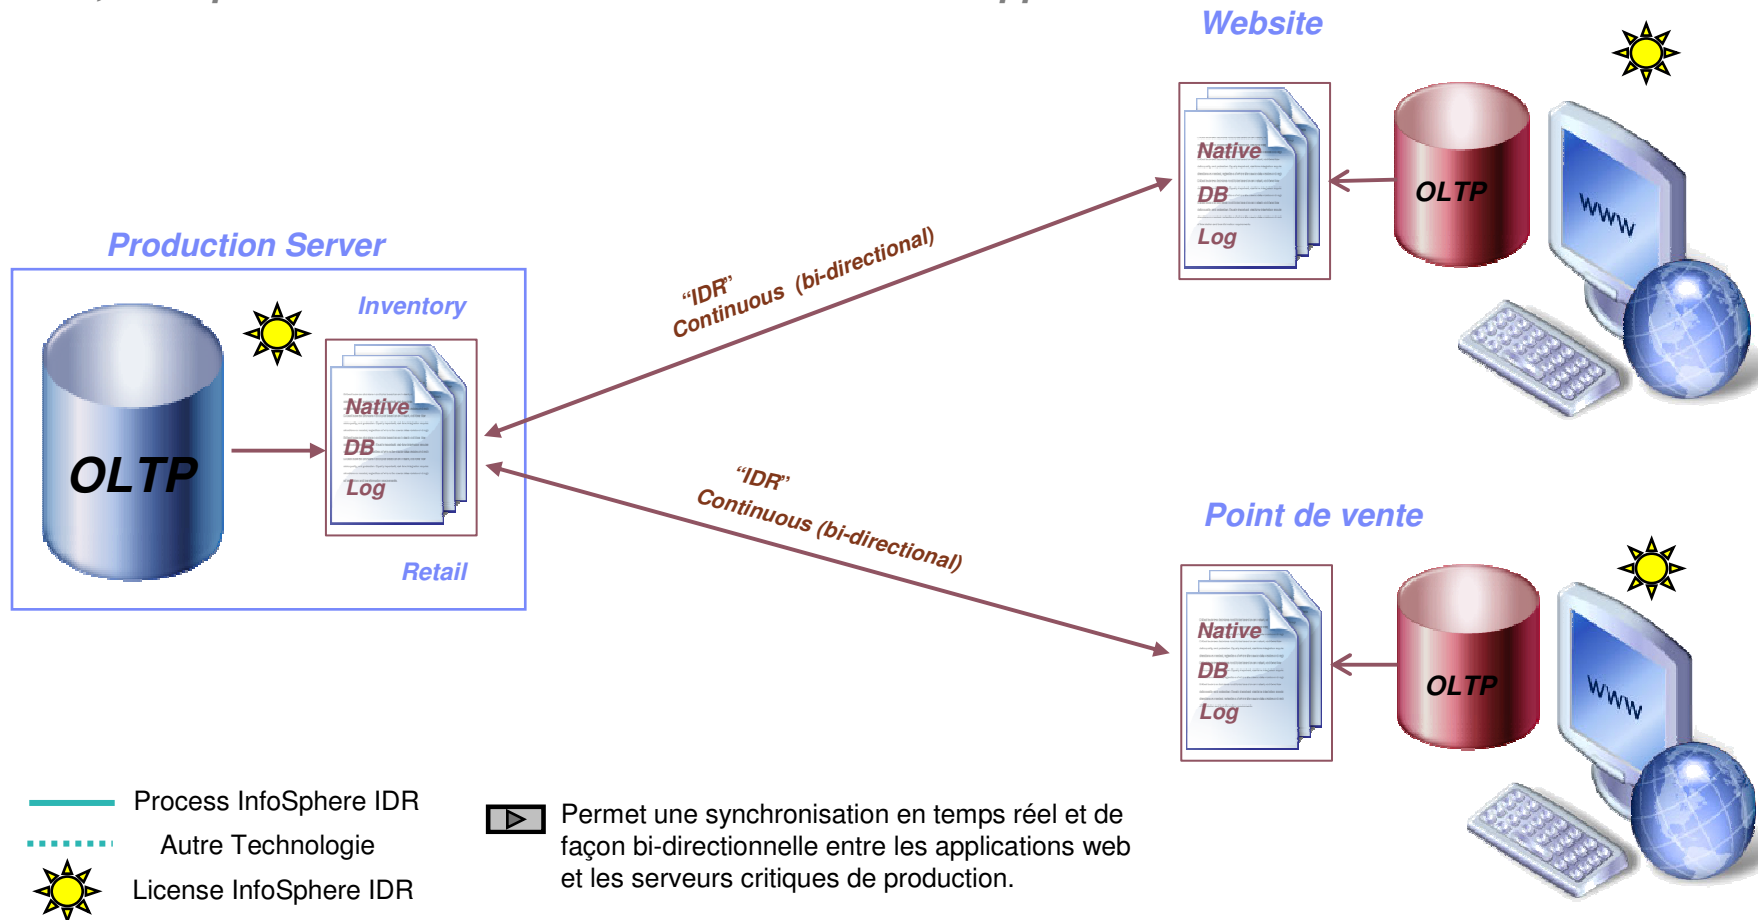 Website
Native
DB
Log
OLTP
WWW
Production Server
Inventory
Native
DB
Log
OLTP
Retail
“IDR”
Continuous (bi-directional)
“IDR”
Continuous (bi-directional)
Point de vente
Native
DB
Log
OLTP
WWW
Process InfoSphere IDR
Autre Technologie
License InfoSphere IDR
Permet une synchronisation en temps réel et de
façon bi-directionnelle entre les applications web
et les serveurs critiques de production.